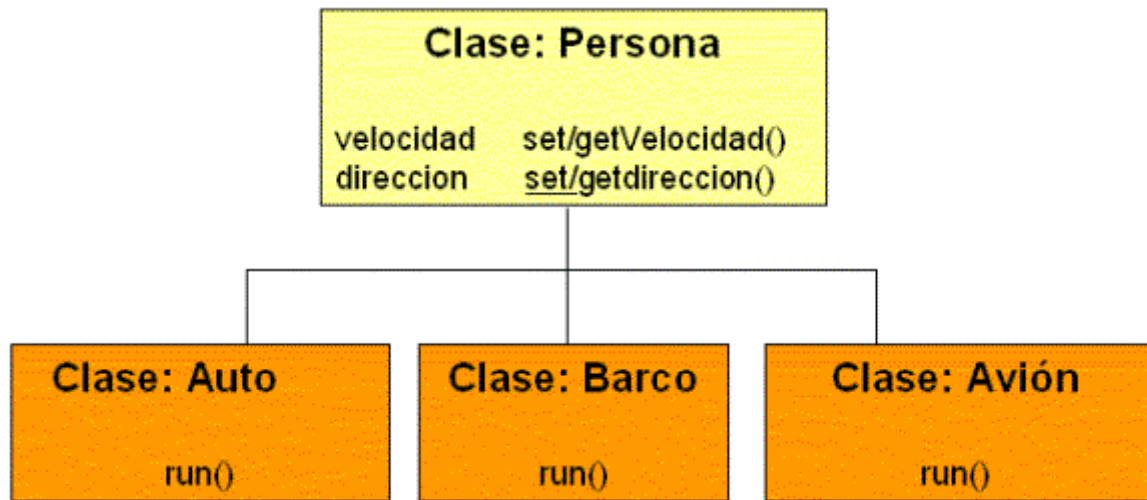 Clase: Persona
velocidad set/getVelocidad()
direccion set/getdireccion()
Clase: Auto
run()
Clase: Barco
run()
Clase: Avión
run()